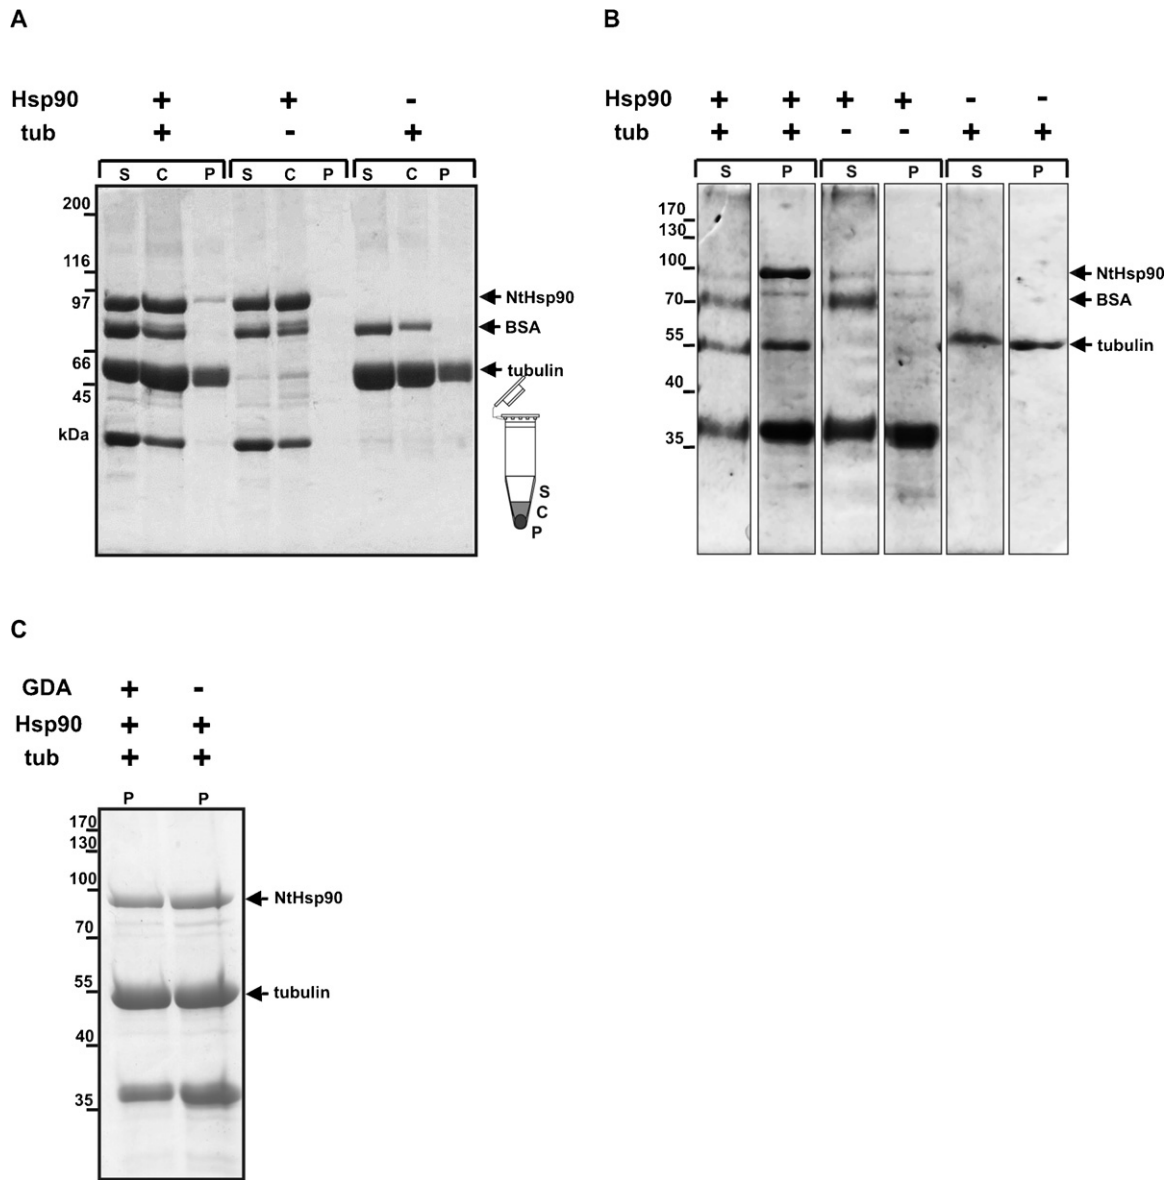 A
Hsp90 + + -
tub + - +
S C P S C P S C P
200
116
97
66
45
kDa
NtHsp90
BSA
tubulin
S
C
P
B
Hsp90 + + + + - -
tub + + - - + +
S P S P S P
170
130
100
70
55
40
35
NtHsp90
BSA
tubulin
C
GDA + -
Hsp90 + +
tub + +
P P
170
130
100
70
55
40
35
NtHsp90
tubulin